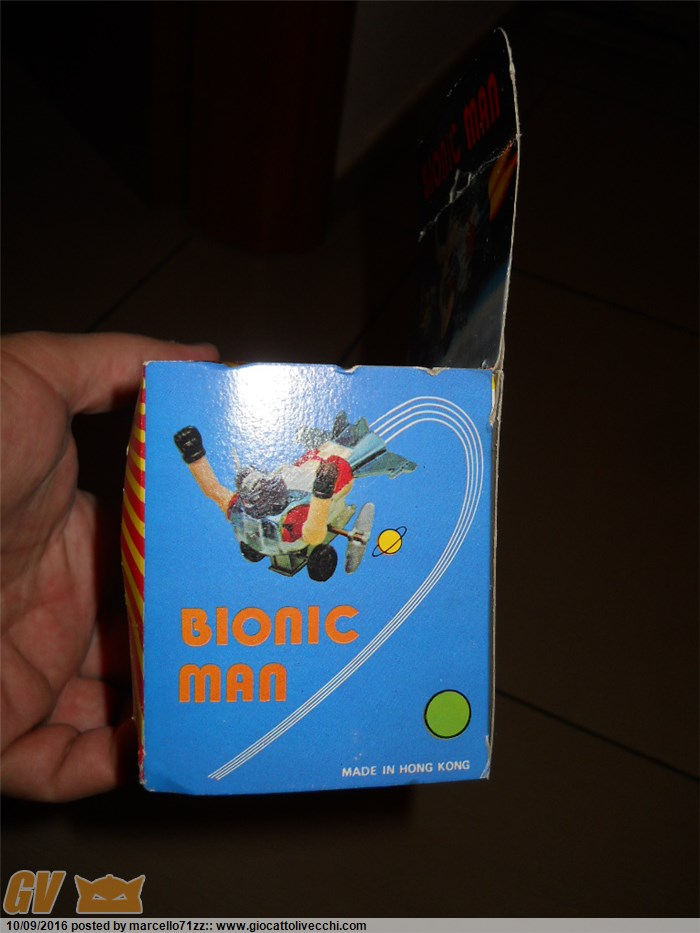 BIONIC MAN
BIONIC
MAN
MADE IN HONG KONG
GV
10/09/2016 posted by marcello71zz:: www.giocattolivecchi.com